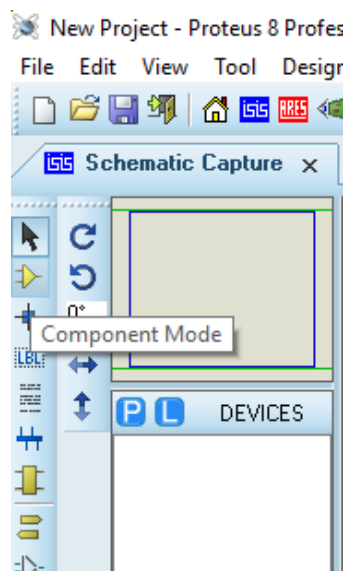 New Project - Proteus 8 Profes
File Edit View Tool Design
ISIS ARES
ISIS Schematic Capture x
0°
Component Mode
LBL
P L DEVICES